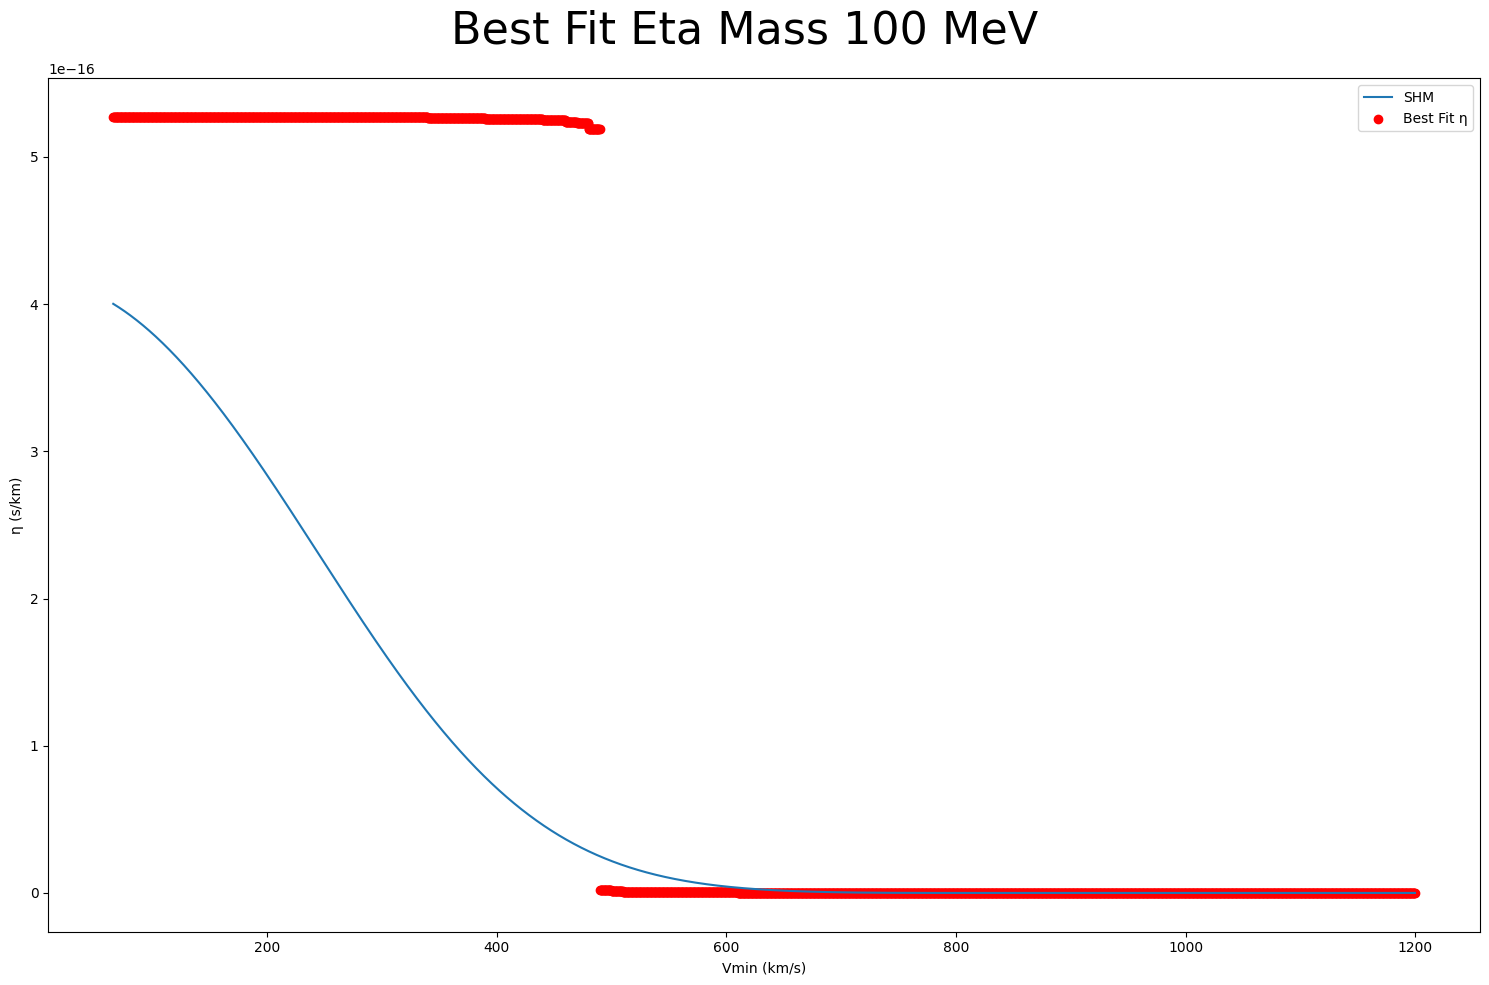 Best Fit Eta Mass 100 MeV
1e−16
SHM
Best Fit η
5
4
3
2
1
0
η (s/km)
200 400 600 800 1000 1200
Vmin (km/s)